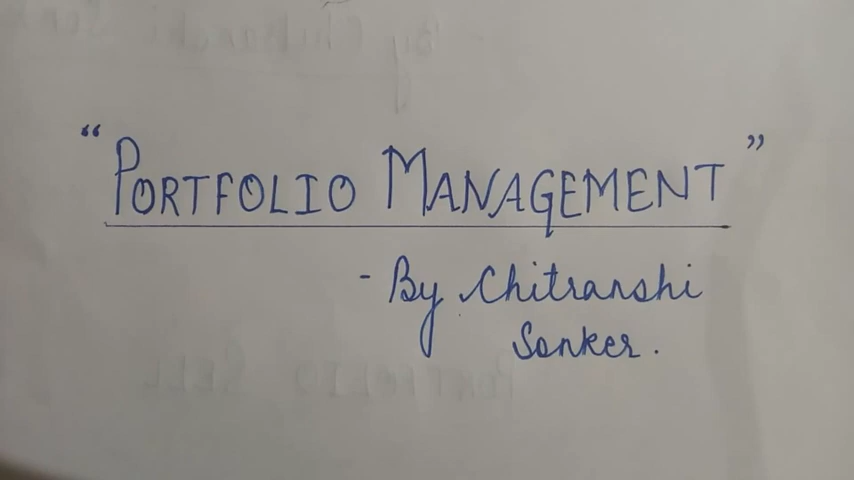 “PORTFOLIO MANAGEMENT”
- By Chitranshi
Sonker.